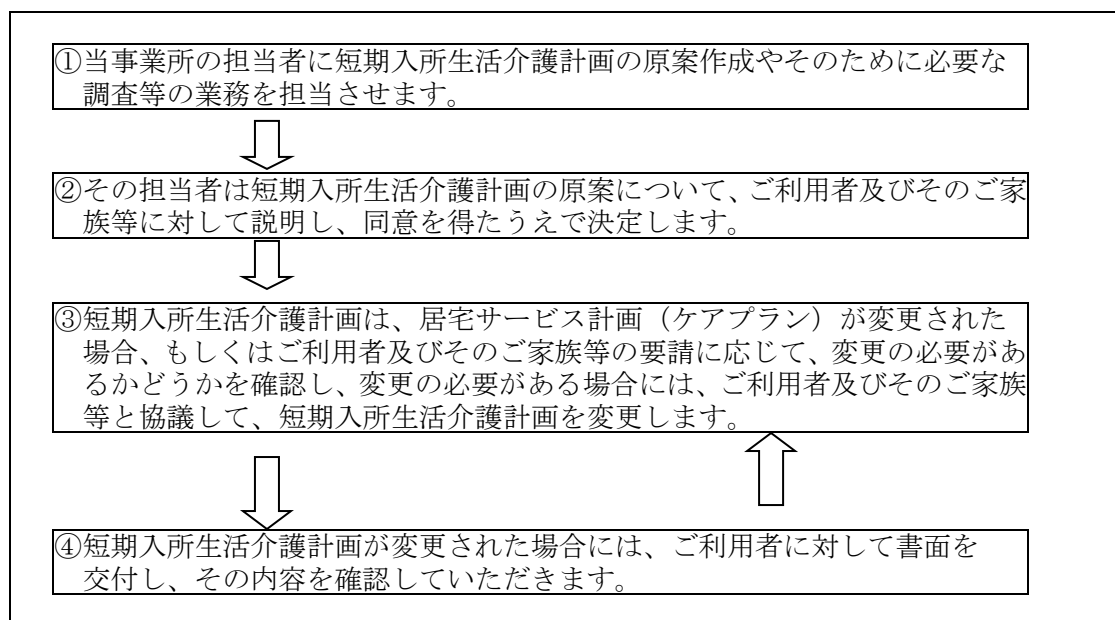 ①当事業所の担当者に短期入所生活介護計画の原案作成やそのために必要な
調査等の業務を担当させます。
②その担当者は短期入所生活介護計画の原案について、ご利用者及びそのご家
族等に対して説明し、同意を得たうえで決定します。
③短期入所生活介護計画は、居宅サービス計画（ケアプラン）が変更された
場合、もしくはご利用者及びそのご家族等の要請に応じて、変更の必要があ
るかどうかを確認し、変更の必要がある場合には、ご利用者及びそのご家族
等と協議して、短期入所生活介護計画を変更します。
④短期入所生活介護計画が変更された場合には、ご利用者に対して書面を
交付し、その内容を確認していただきます。